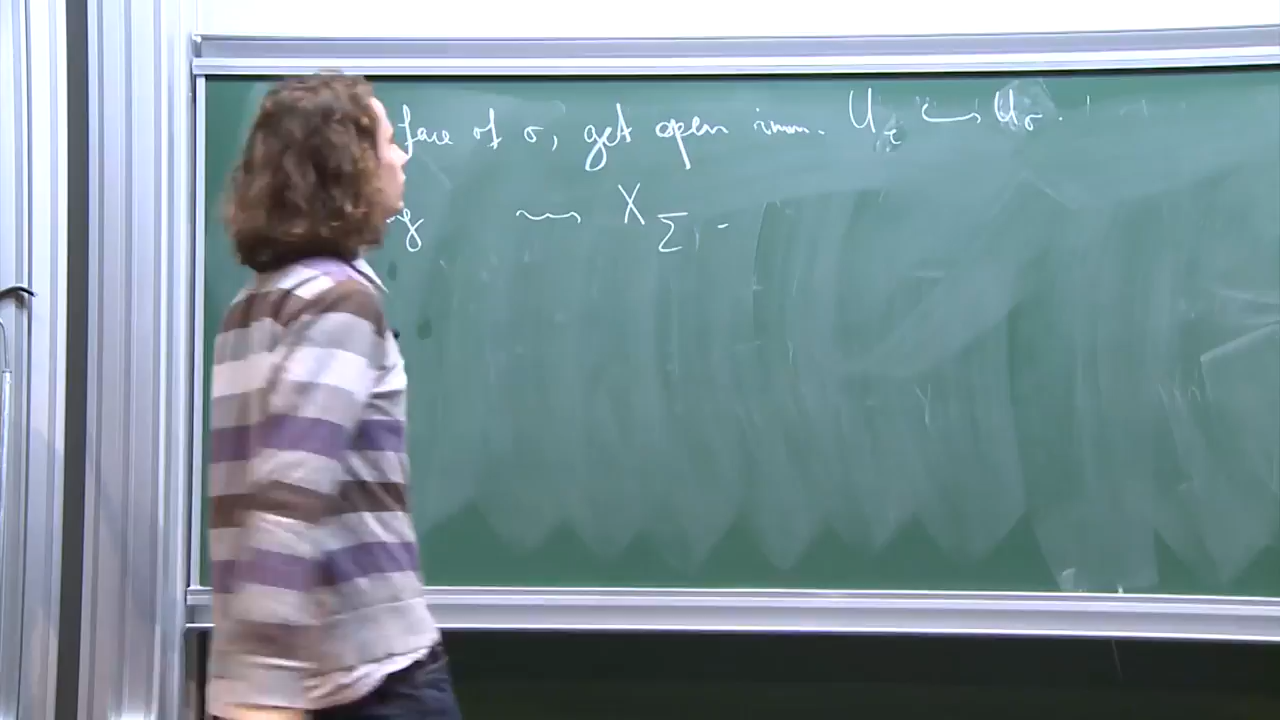 face of σ, get open imm. U_τ ↪ U_σ.
⇝ X_Σ,